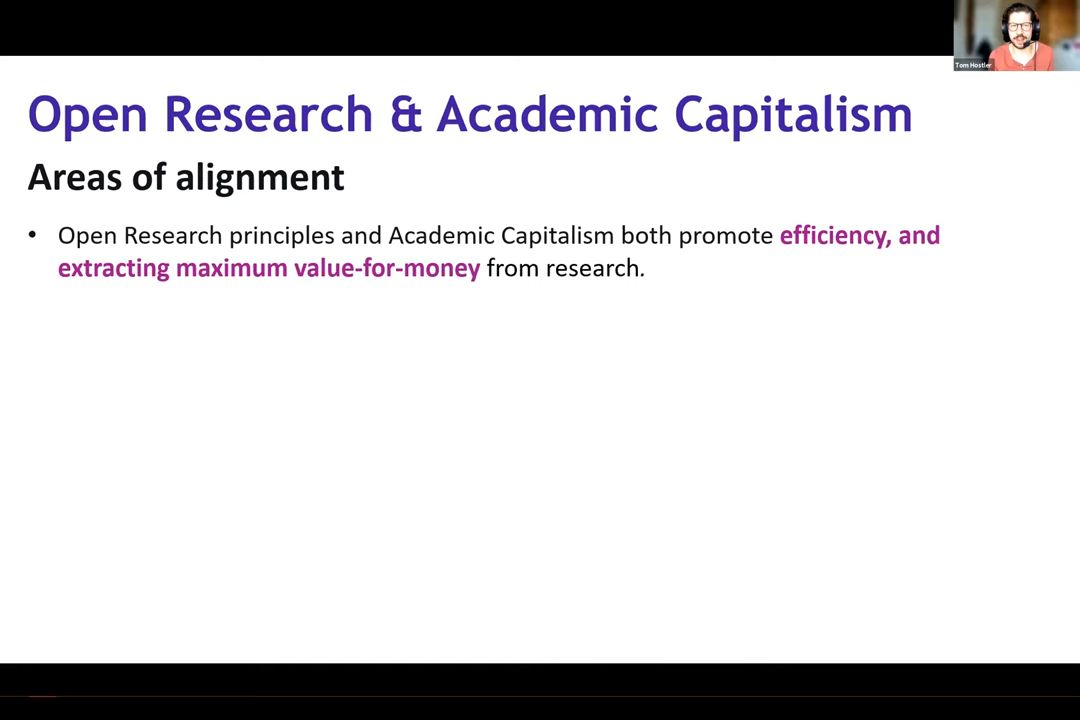 Tom Hostler
Open Research & Academic Capitalism
Areas of alignment
• Open Research principles and Academic Capitalism both promote efficiency, and
extracting maximum value-for-money from research.